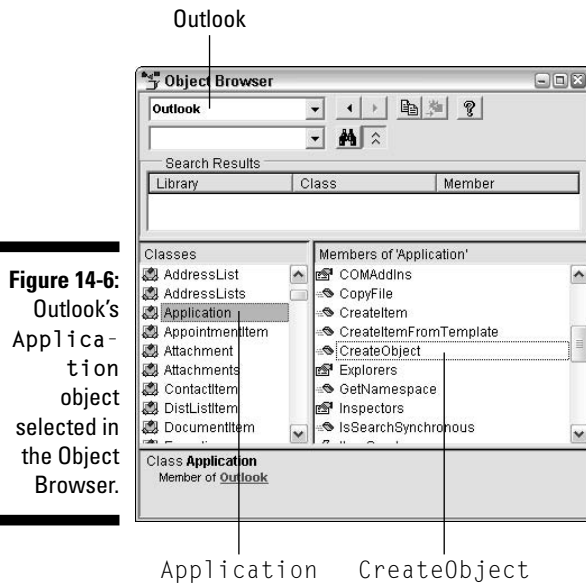 Outlook
Object Browser
Outlook
Search Results
Library Class Member
Classes
AddressList
AddressLists
Application
AppointmentItem
Attachment
Attachments
ContactItem
DistListItem
DocumentItem
Members of 'Application'
COMAddIns
CopyFile
CreateItem
CreateItemFromTemplate
CreateObject
Explorers
GetNamespace
Inspectors
IsSearchSynchronous
Class Application
Member of Outlook
Application CreateObject
Figure 14-6:
Outlook's
Applica-
tion
object
selected in
the Object
Browser.